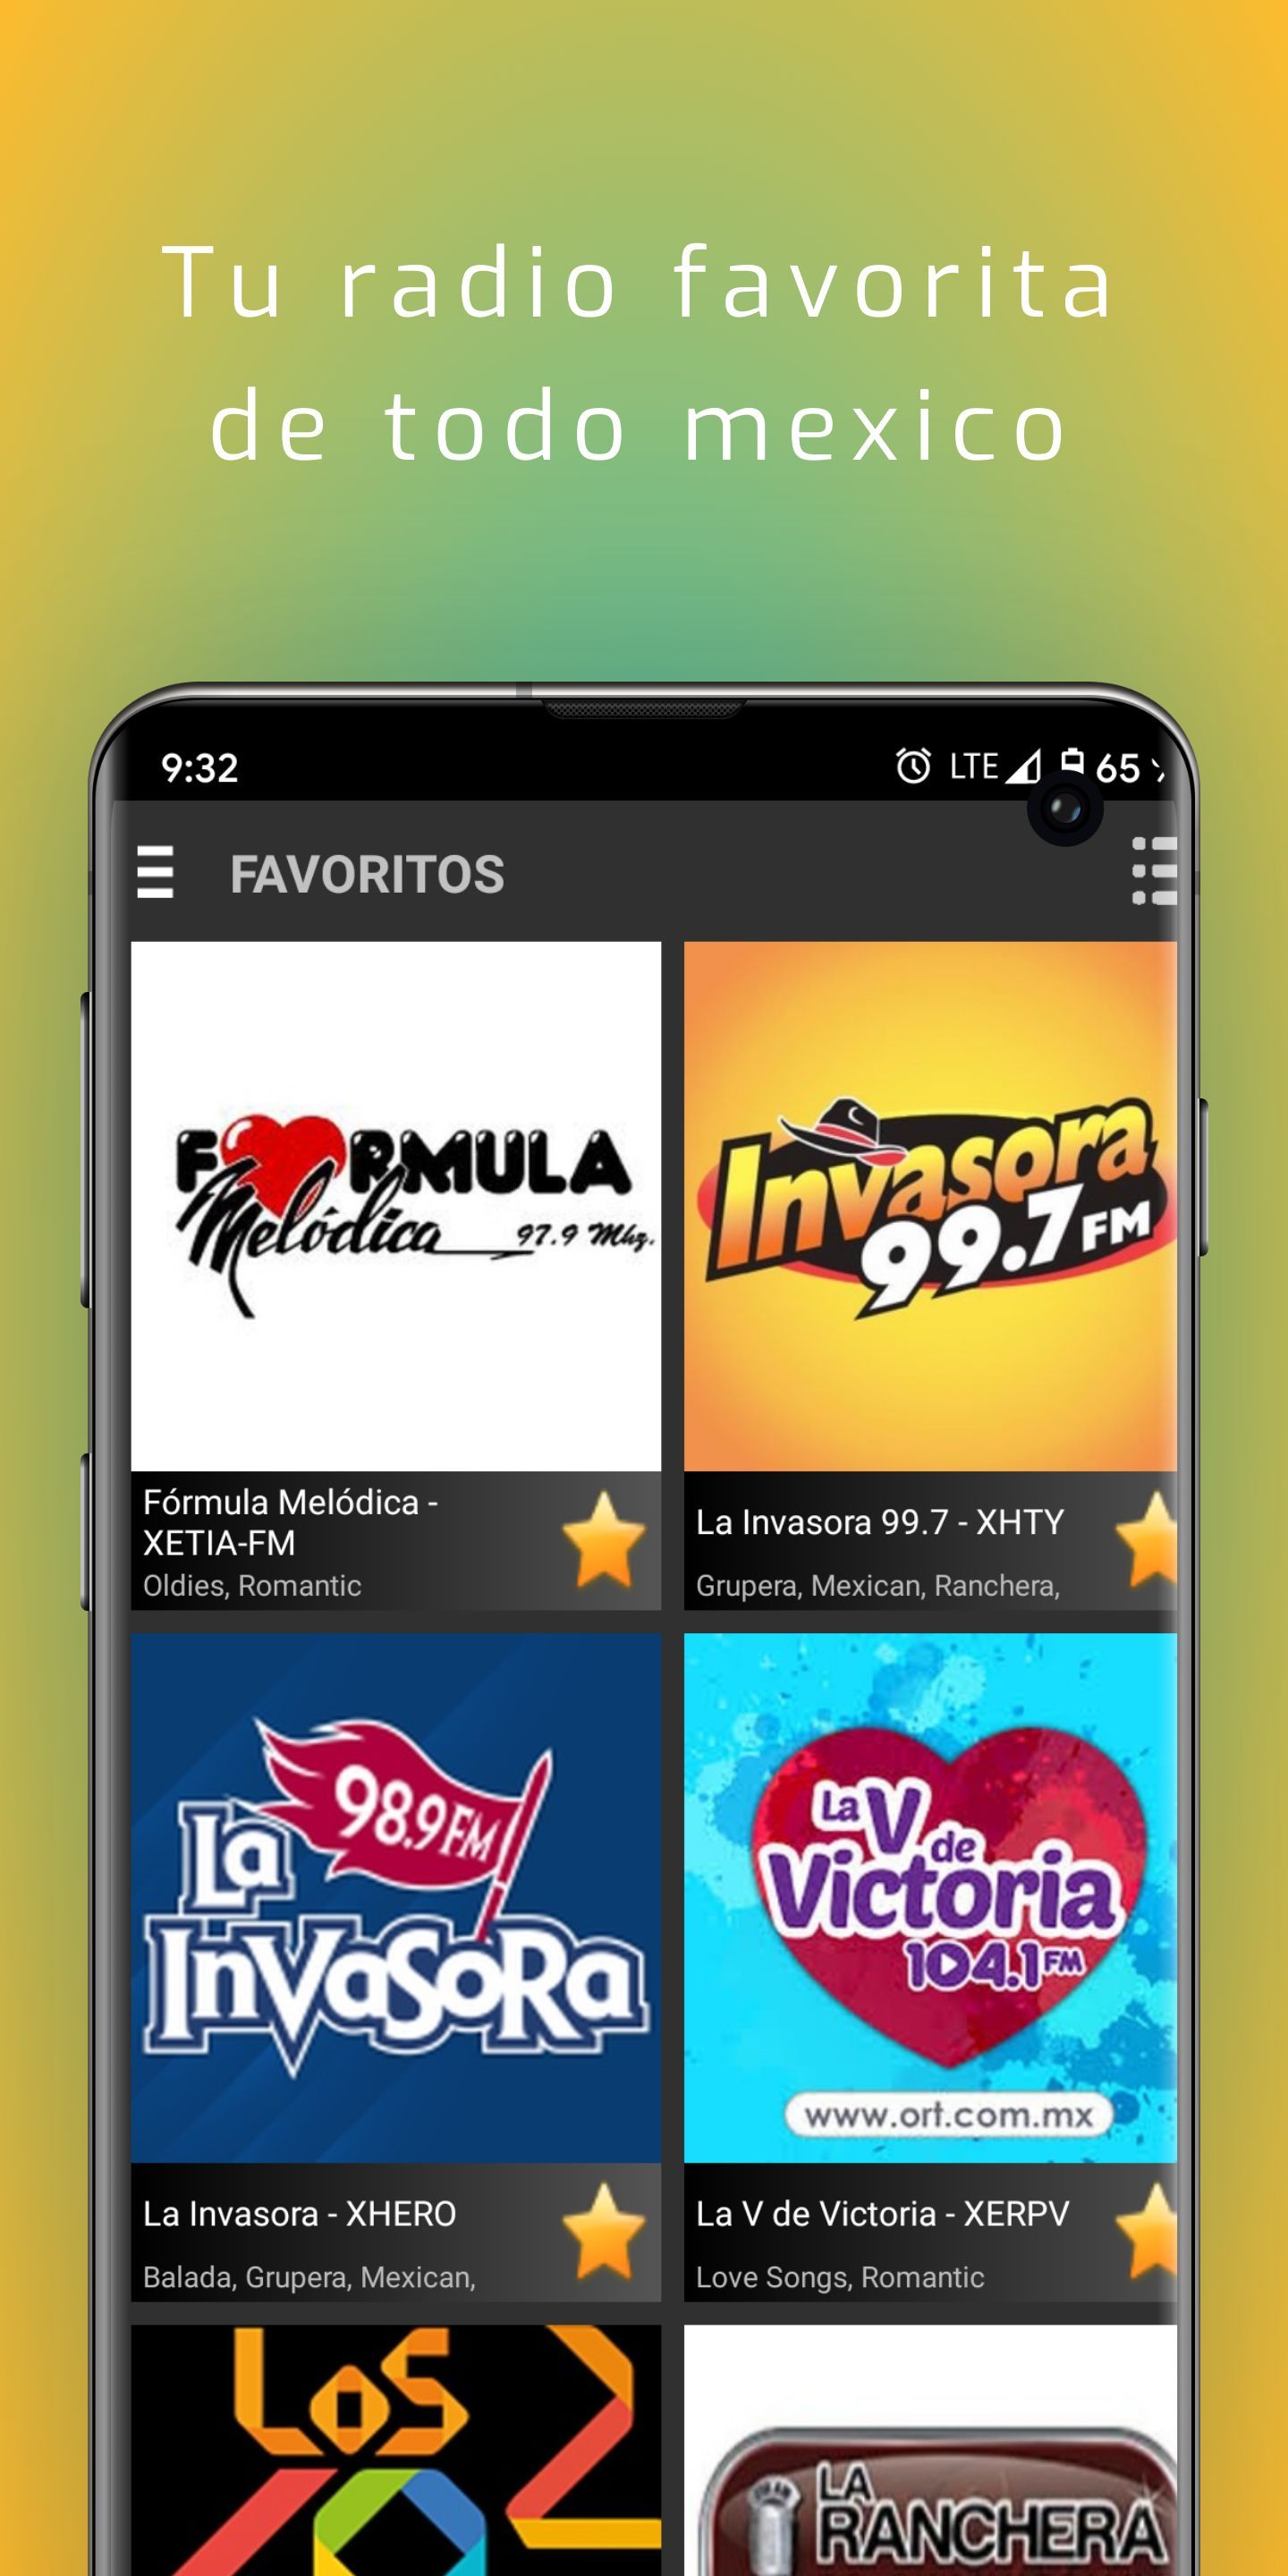 Tu radio favorita
de todo mexico
9:32
LTE 65
FAVORITOS
FORMULA
Melódica 97.9 Mhz.
Invasora
99.7 FM
Fórmula Melódica -
XETIA-FM
Oldies, Romantic
La Invasora 99.7 - XHTY
Grupera, Mexican, Ranchera,
98.9 FM
La
InVaSoRa
La V de
Victoria
104.1 FM
www.ort.com.mx
La Invasora - XHERO
Balada, Grupera, Mexican,
La V de Victoria - XERPV
Love Songs, Romantic
LOS
LA
RANCHERA